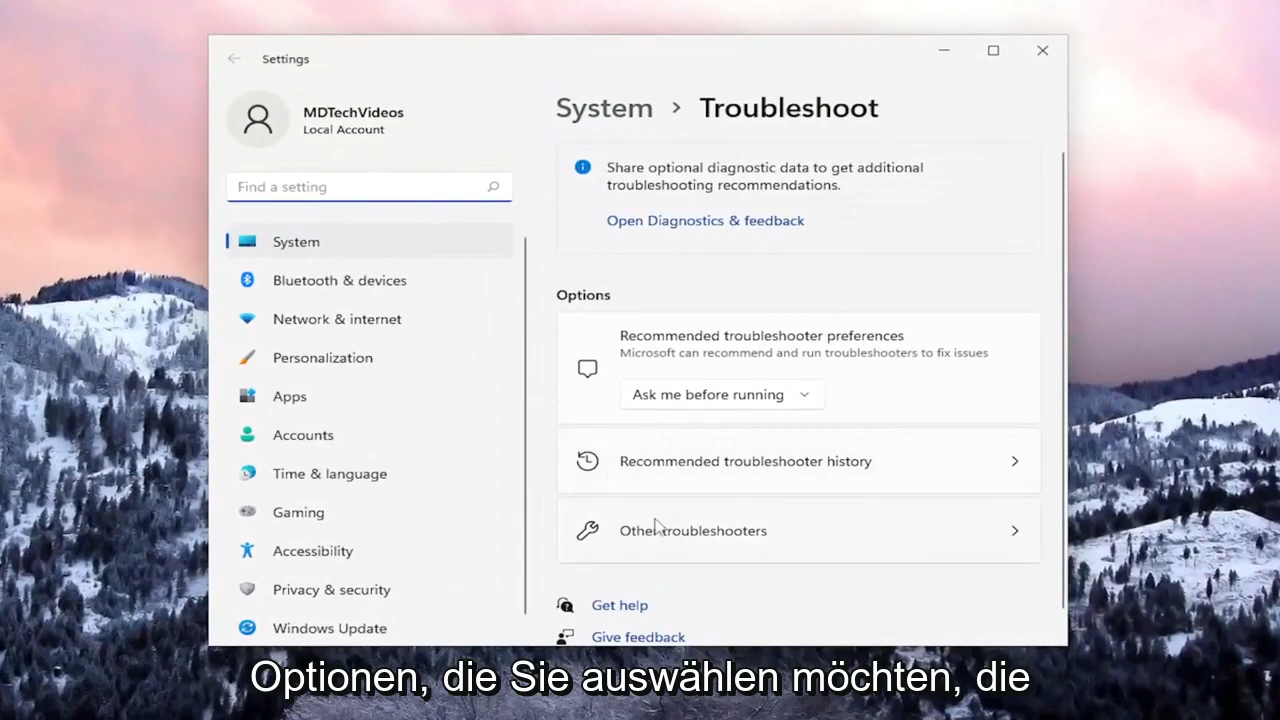 Settings
MDTechVideos
Local Account
Find a setting
System
Bluetooth & devices
Network & internet
Personalization
Apps
Accounts
Time & language
Gaming
Accessibility
Privacy & security
Windows Update
System > Troubleshoot
Share optional diagnostic data to get additional
troubleshooting recommendations.
Open Diagnostics & feedback
Options
Recommended troubleshooter preferences
Microsoft can recommend and run troubleshooters to fix issues
Ask me before running
Recommended troubleshooter history
Other troubleshooters
Get help
Give feedback
Optionen, die Sie auswählen möchten, die